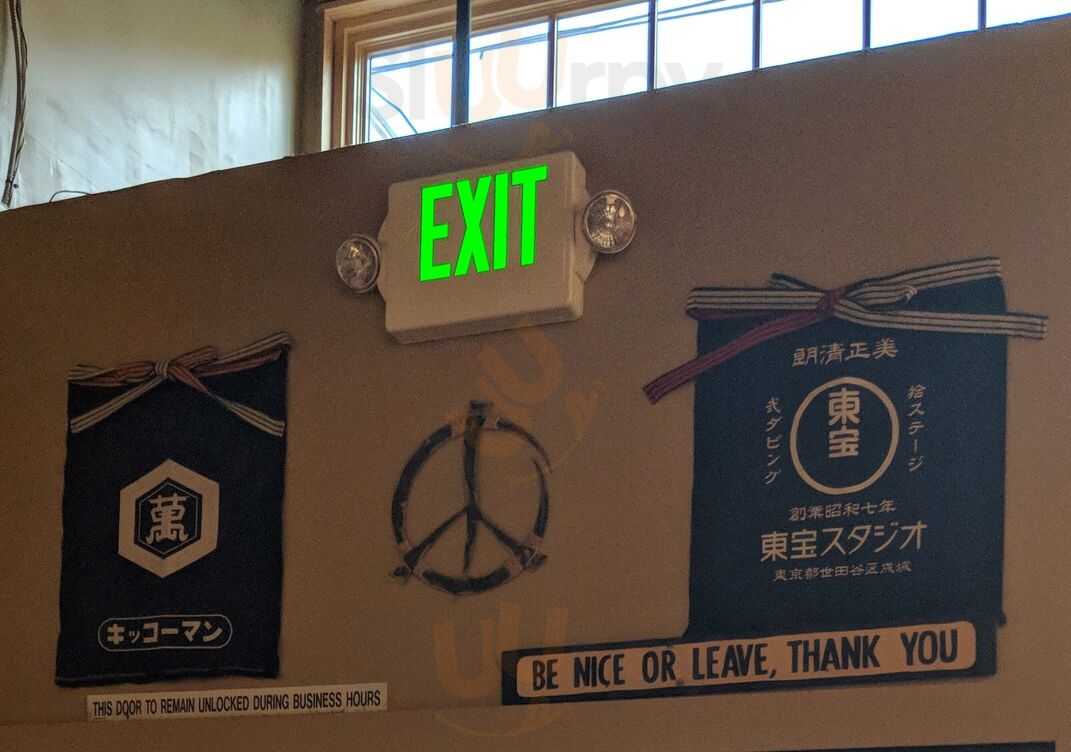 EXIT
朗清正美
東宝
拾ステージ
弐ダビング
創業昭和七年
東宝スタジオ
東京都世田谷区成城
萬
キッコーマン
BE NICE OR LEAVE, THANK YOU
THIS DOOR TO REMAIN UNLOCKED DURING BUSINESS HOURS